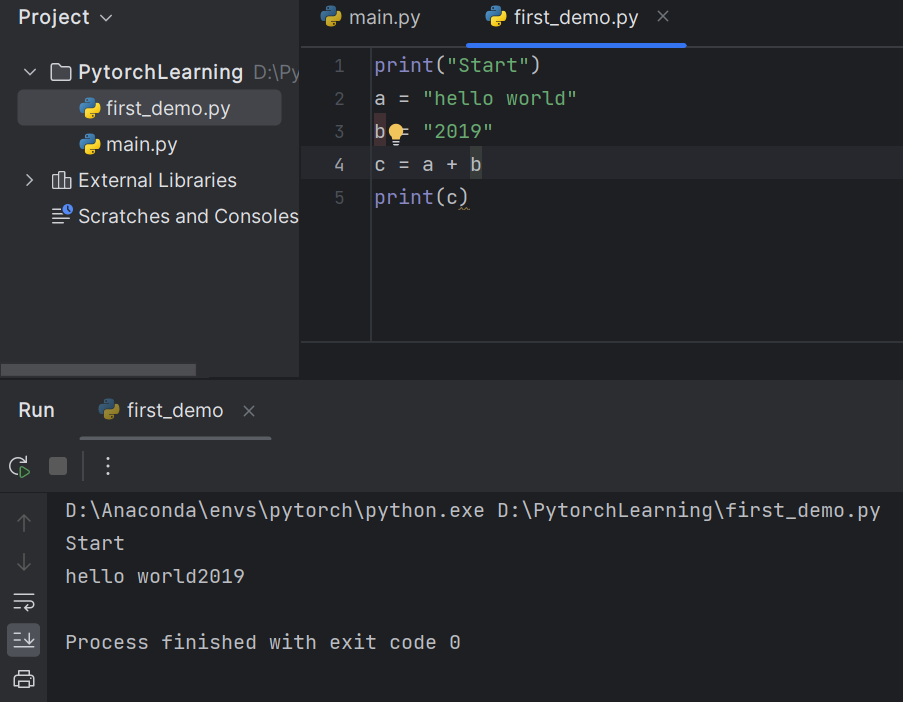 Project
PytorchLearning D:\Py
first_demo.py
main.py
External Libraries
Scratches and Consoles
main.py first_demo.py
1 print("Start")
2 a = "hello world"
3 b = "2019"
4 c = a + b
5 print(c)
Run first_demo
D:\Anaconda\envs\pytorch\python.exe D:\PytorchLearning\first_demo.py
Start
hello world2019
Process finished with exit code 0